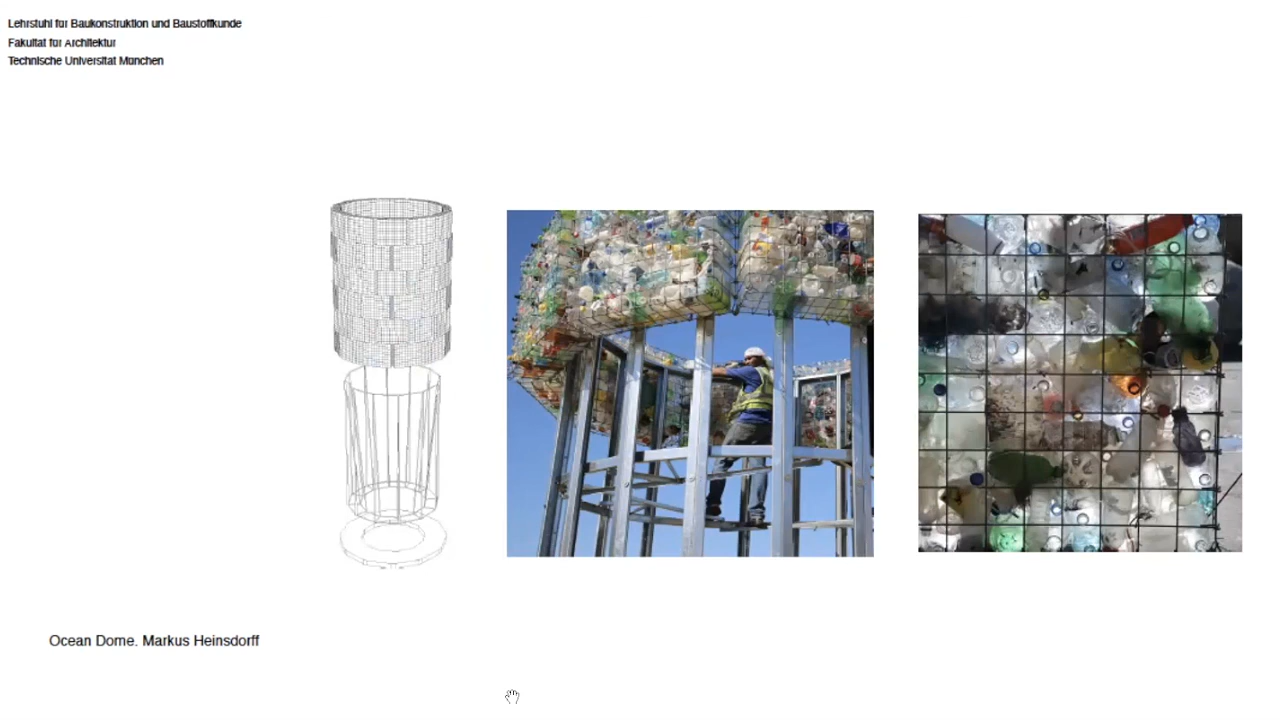 Lehrstuhl für Baukonstruktion und Baustoffkunde
Fakultät für Architektur
Technische Universität München
Ocean Dome. Markus Heinsdorff